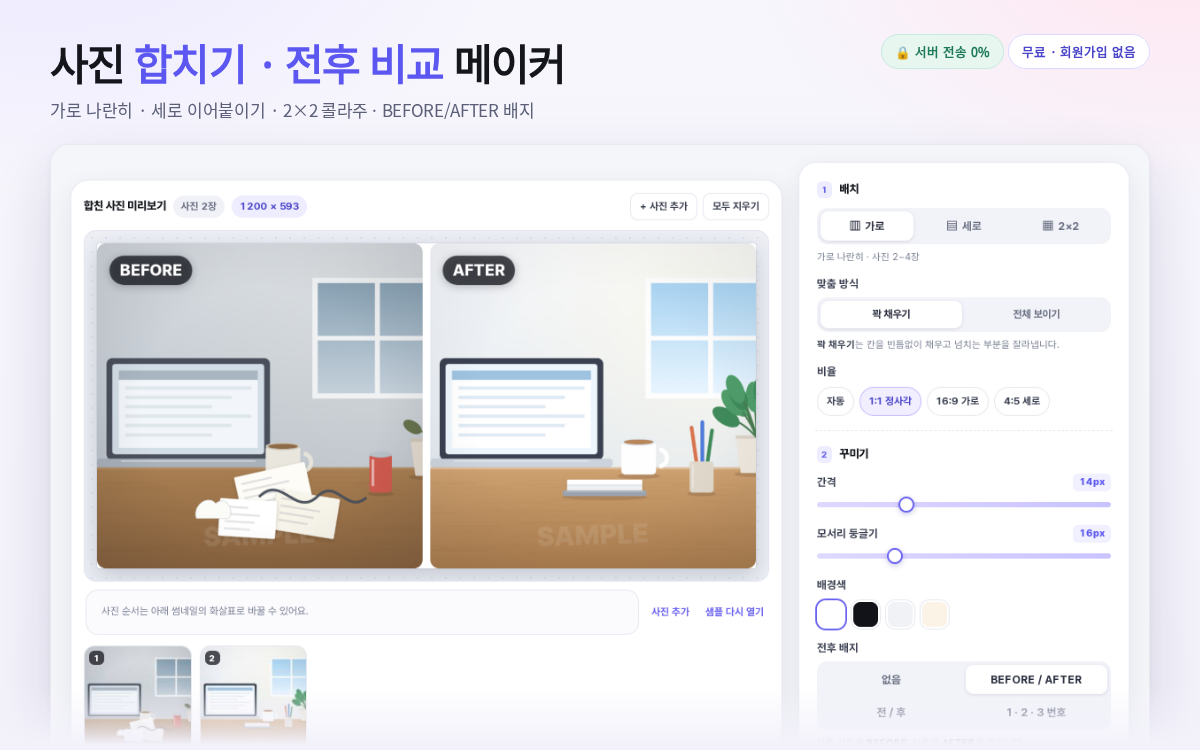 사진 합치기 · 전후 비교 메이커
🔒 서버 전송 0%
무료 · 회원가입 없음
가로 나란히 · 세로 이어붙이기 · 2×2 콜라주 · BEFORE/AFTER 배지
합친 사진 미리보기
사진 2장
1200 × 593
+ 사진 추가
모두 지우기
BEFORE
AFTER
SAMPLE
SAMPLE
사진 순서는 아래 썸네일의 화살표로 바꿀 수 있어요.
사진 추가
샘플 다시 열기
1
2
1 배치
가로
세로
2×2
가로 나란히 · 사진 2~4장
맞춤 방식
꽉 채우기
전체 보이기
꽉 채우기는 칸을 빈틈없이 채우고 넘치는 부분을 잘라냅니다.
비율
자동
1:1 정사각
16:9 가로
4:5 세로
2 꾸미기
간격
14px
모서리 둥글기
16px
배경색
전후 배지
없음
BEFORE / AFTER
전 / 후
1 · 2 · 3 번호